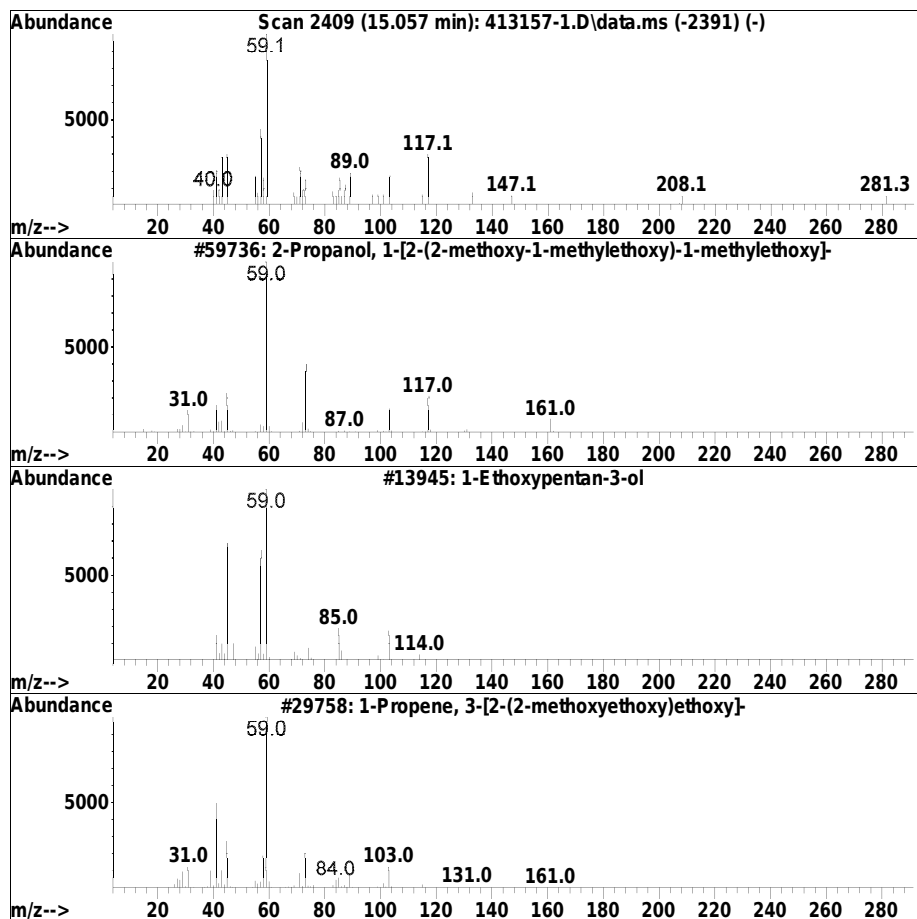 Abundance Scan 2409 (15.057 min): 413157-1.D\data.ms (-2391) (-)
59.1
5000
117.1
89.0
40.0
147.1 208.1 281.3
m/z--> 20 40 60 80 100 120 140 160 180 200 220 240 260 280
Abundance #59736: 2-Propanol, 1-[2-(2-methoxy-1-methylethoxy)-1-methylethoxy]-
59.0
5000
31.0 117.0
87.0 161.0
m/z--> 20 40 60 80 100 120 140 160 180 200 220 240 260 280
Abundance #13945: 1-Ethoxypentan-3-ol
59.0
5000
85.0
114.0
m/z--> 20 40 60 80 100 120 140 160 180 200 220 240 260 280
Abundance #29758: 1-Propene, 3-[2-(2-methoxyethoxy)ethoxy]-
59.0
5000
31.0 84.0 103.0
131.0 161.0
m/z--> 20 40 60 80 100 120 140 160 180 200 220 240 260 280